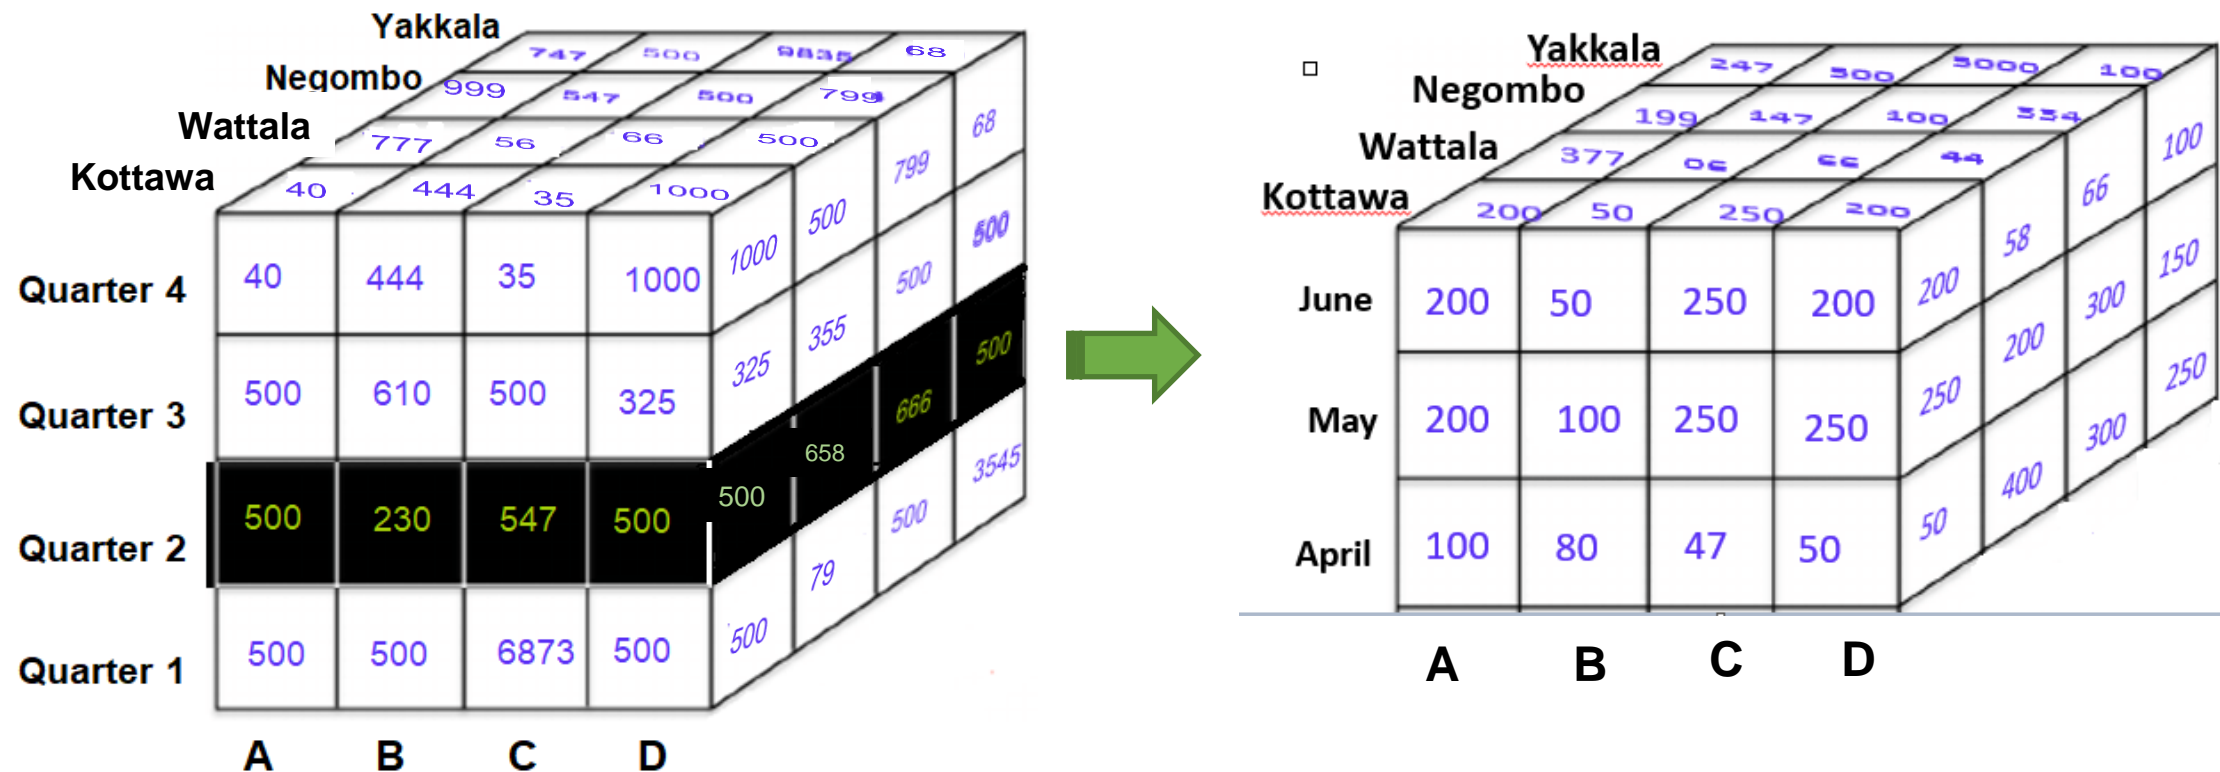 Yakkala
747 500 9835 68
Negombo
999 547 500 799
Wattala
777 56 66 500
Kottawa
40 444 35 1000
Quarter 4
40 444 35 1000
1000 500 799 68
Quarter 3
500 610 500 325
325 355 500 500
Quarter 2
500 230 547 500
500 658 666 500
Quarter 1
500 500 6873 500
500 79 500 3545
A B C D
Yakkala
247 500 5000 100
Negombo
199 147 100 334
Wattala
377 06 66 44
Kottawa
200 50 250 200
June
200 50 250 200
200 58 66 100
May
200 100 250 250
250 200 300 150
April
100 80 47 50
50 400 300 250
A B C D